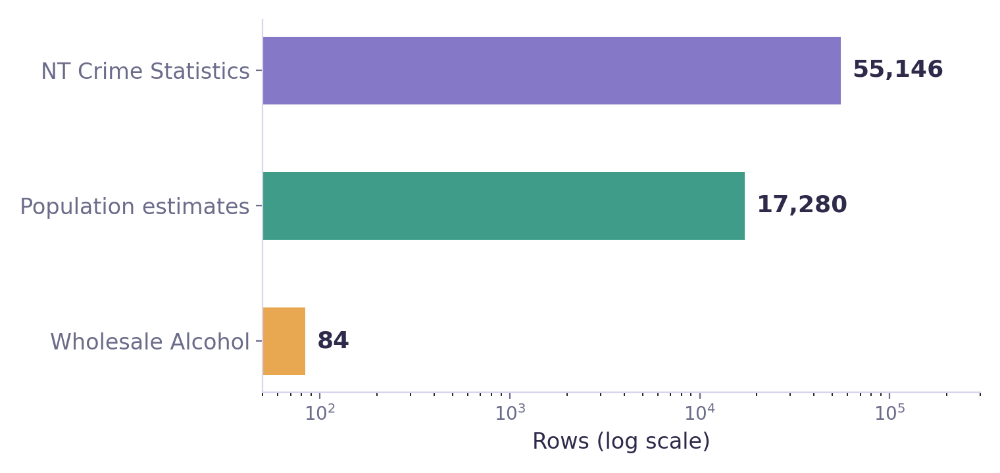 NT Crime Statistics
55,146
Population estimates
17,280
Wholesale Alcohol
84
10² 10³ 10⁴ 10⁵
Rows (log scale)